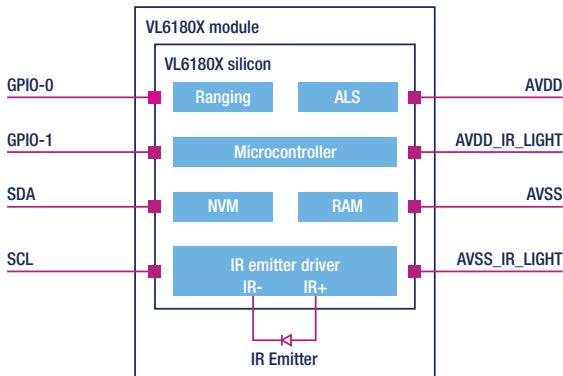 VL6180X module
VL6180X silicon
GPIO-0
Ranging
ALS
AVDD
GPIO-1
Microcontroller
AVDD_IR_LIGHT
SDA
NVM
RAM
AVSS
SCL
IR emitter driver
AVSS_IR_LIGHT
IR- IR+
IR Emitter